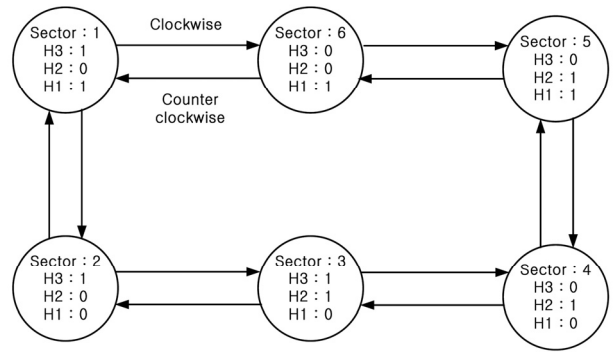 Sector : 1
H3 : 1
H2 : 0
H1 : 1
Clockwise
Counter
clockwise
Sector : 6
H3 : 0
H2 : 0
H1 : 1
Sector : 5
H3 : 0
H2 : 1
H1 : 1
Sector : 2
H3 : 1
H2 : 0
H1 : 0
Sector : 3
H3 : 1
H2 : 1
H1 : 0
Sector : 4
H3 : 0
H2 : 1
H1 : 0